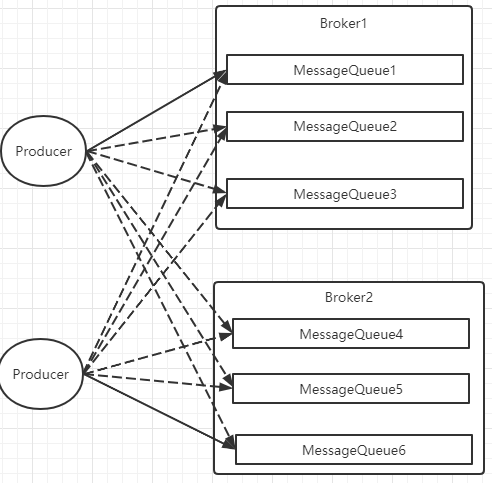 Broker1
MessageQueue1
MessageQueue2
Producer
MessageQueue3
Broker2
MessageQueue4
Producer
MessageQueue5
MessageQueue6